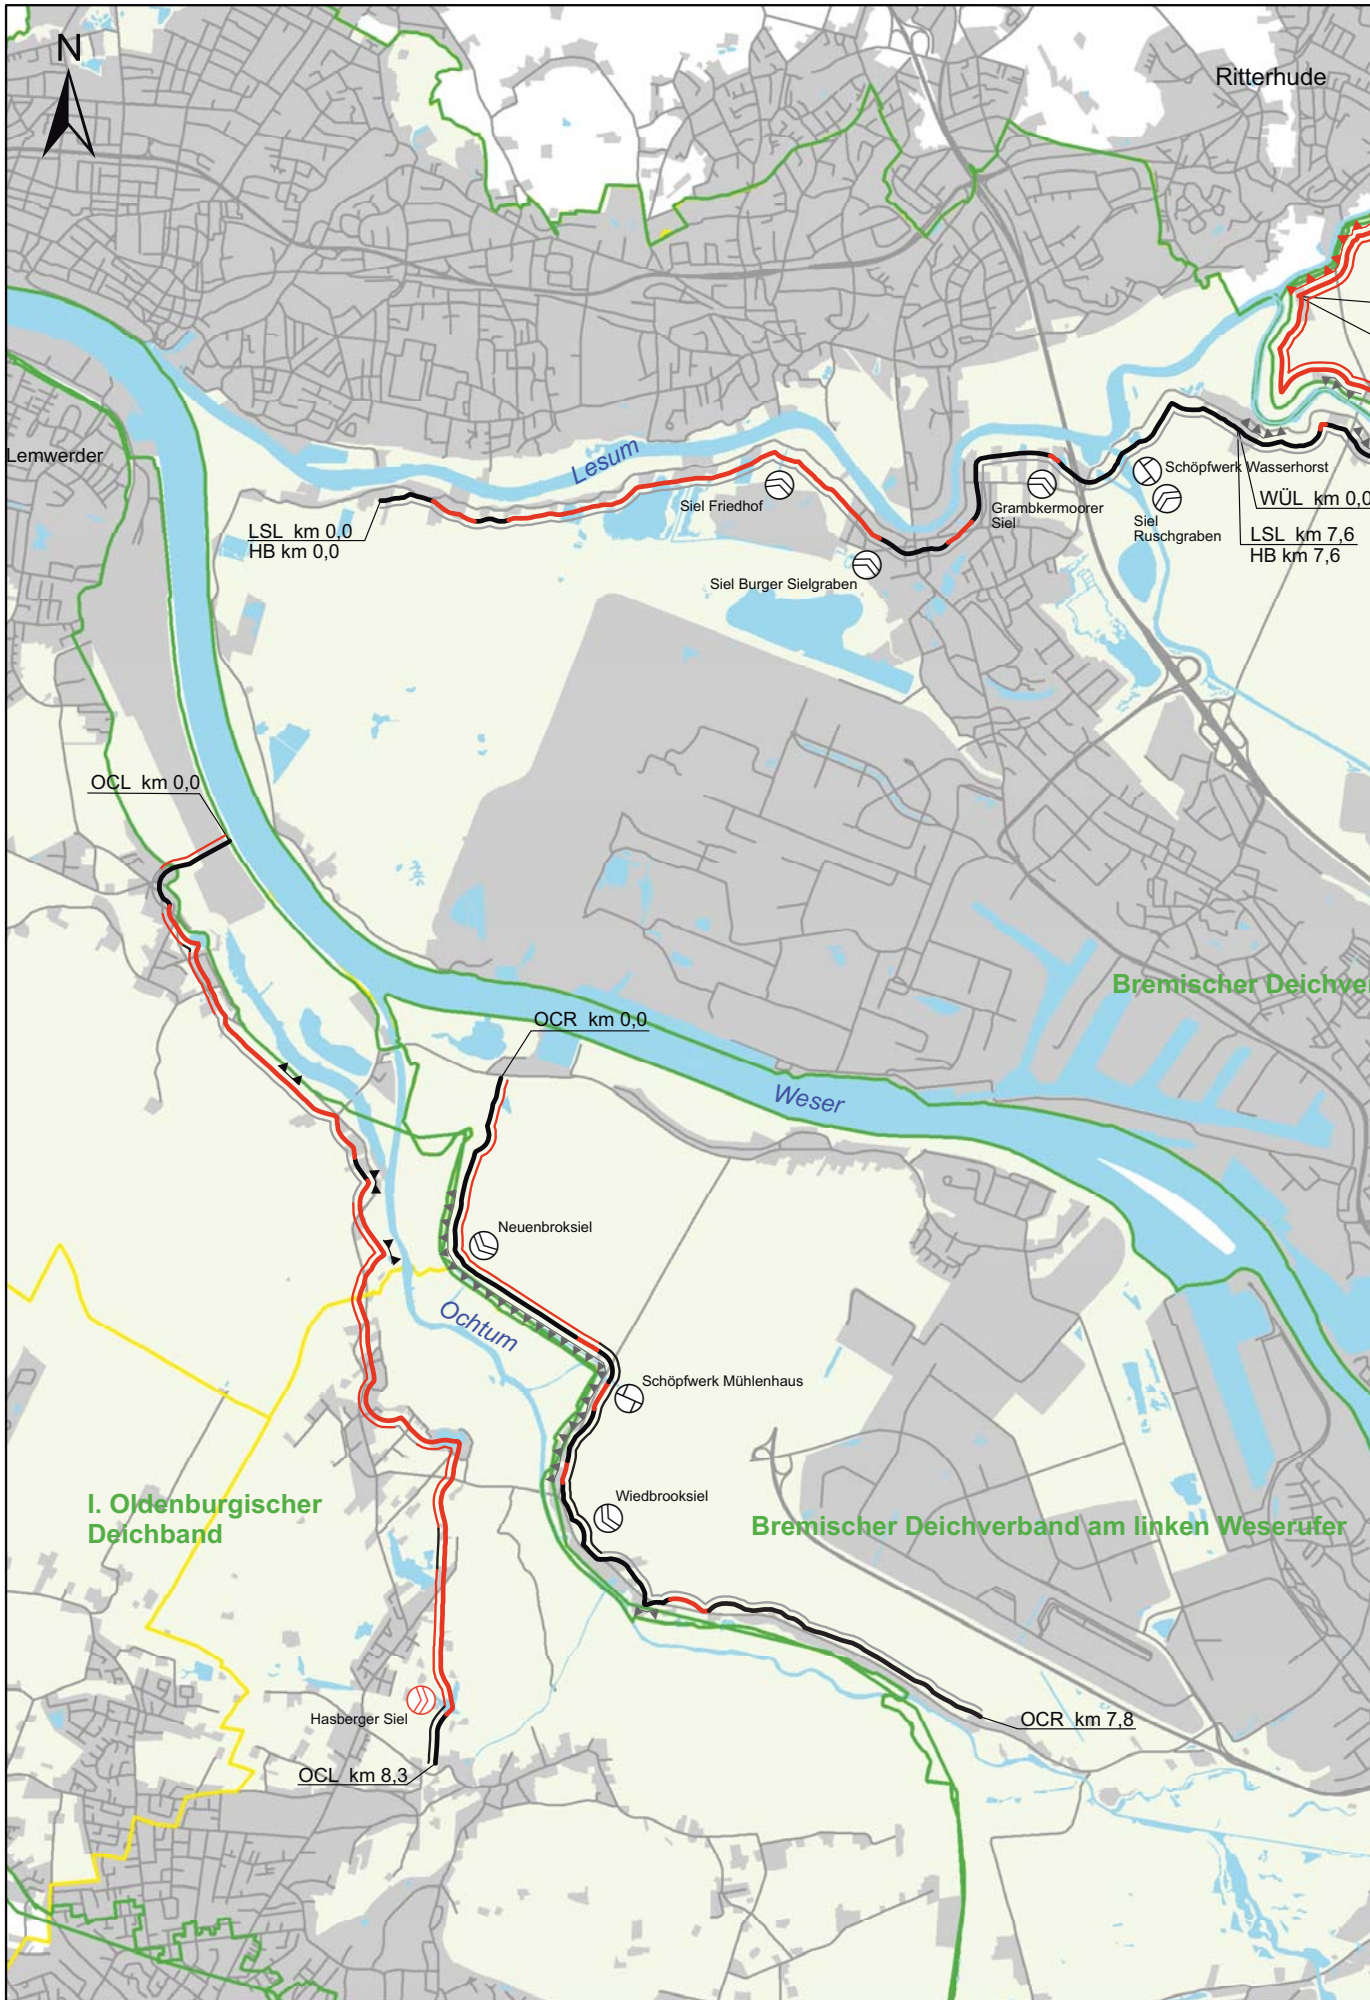 N
Ritterhude
Lemwerder
Lesum
Siel Friedhof
Schöpfwerk Wasserhorst
Grambkermoorer
Siel
Siel
Ruschgraben
WÜL km 0,0
LSL km 0,0
HB km 0,0
LSL km 7,6
HB km 7,6
Siel Burger Sielgraben
OCL km 0,0
Bremischer Deichver
OCR km 0,0
Weser
Neuenbroksiel
Ochtum
Schöpfwerk Mühlenhaus
I. Oldenburgischer
Deichband
Wiedbrooksiel
Bremischer Deichverband am linken Weserufer
Hasberger Siel
OCR km 7,8
OCL km 8,3